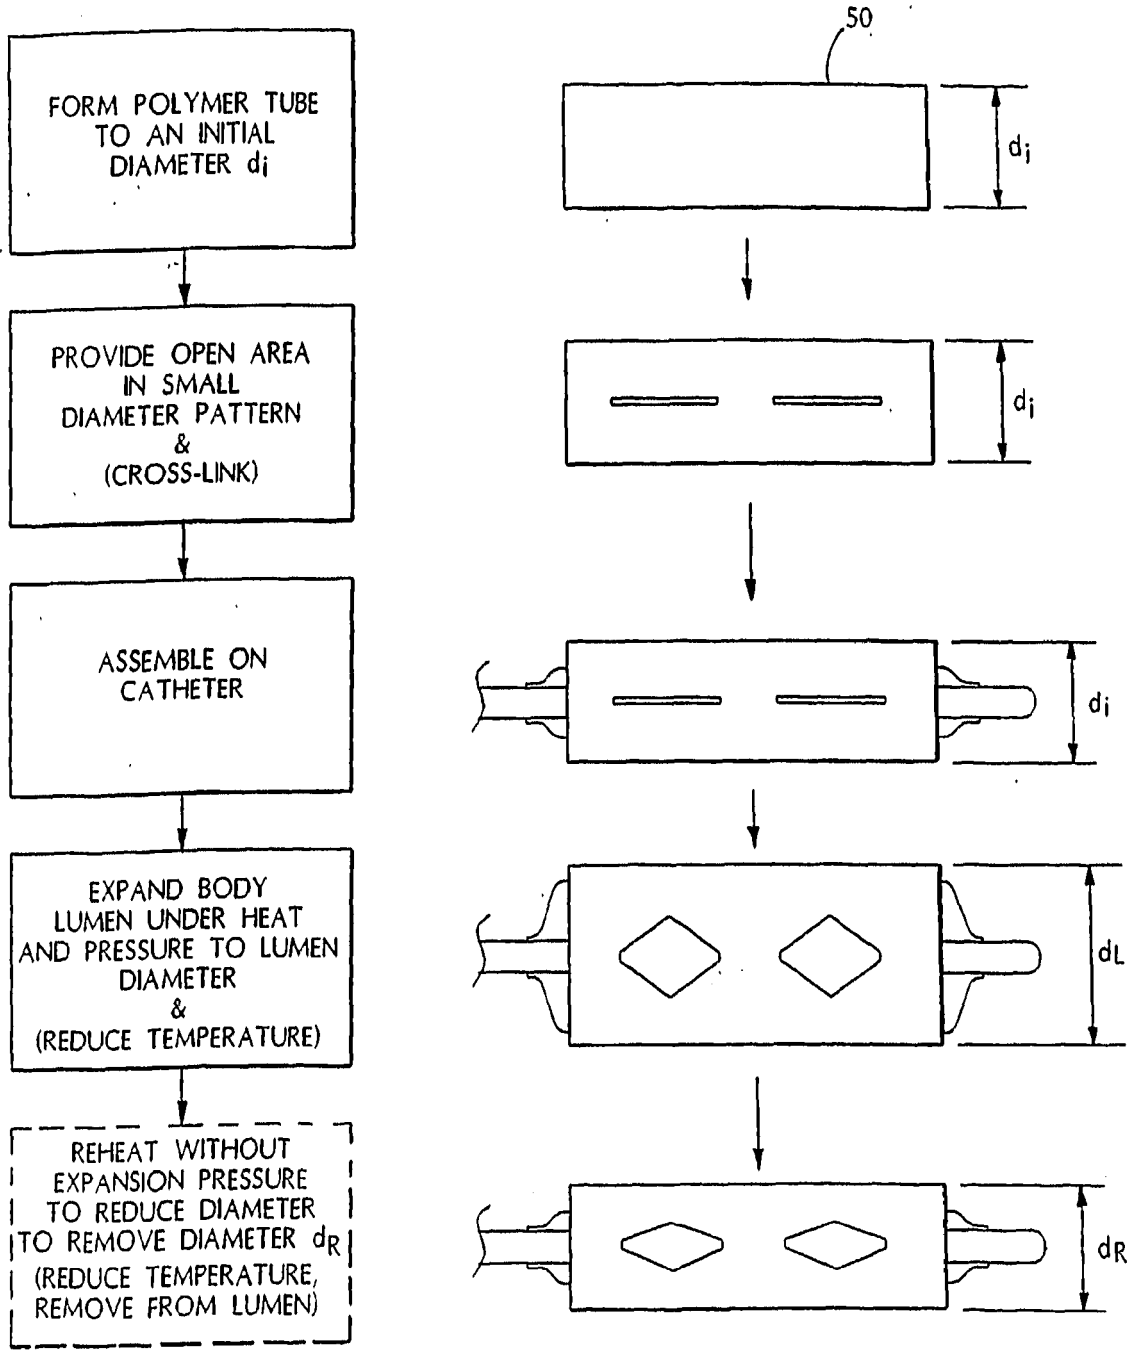 50
FORM POLYMER TUBE
TO AN INITIAL
DIAMETER di
di
PROVIDE OPEN AREA
IN SMALL
DIAMETER PATTERN
&
(CROSS-LINK)
di
ASSEMBLE ON
CATHETER
di
EXPAND BODY
LUMEN UNDER HEAT
AND PRESSURE TO LUMEN
DIAMETER
&
(REDUCE TEMPERATURE)
dL
REHEAT WITHOUT
EXPANSION PRESSURE
TO REDUCE DIAMETER
TO REMOVE DIAMETER dR
(REDUCE TEMPERATURE,
REMOVE FROM LUMEN)
dR